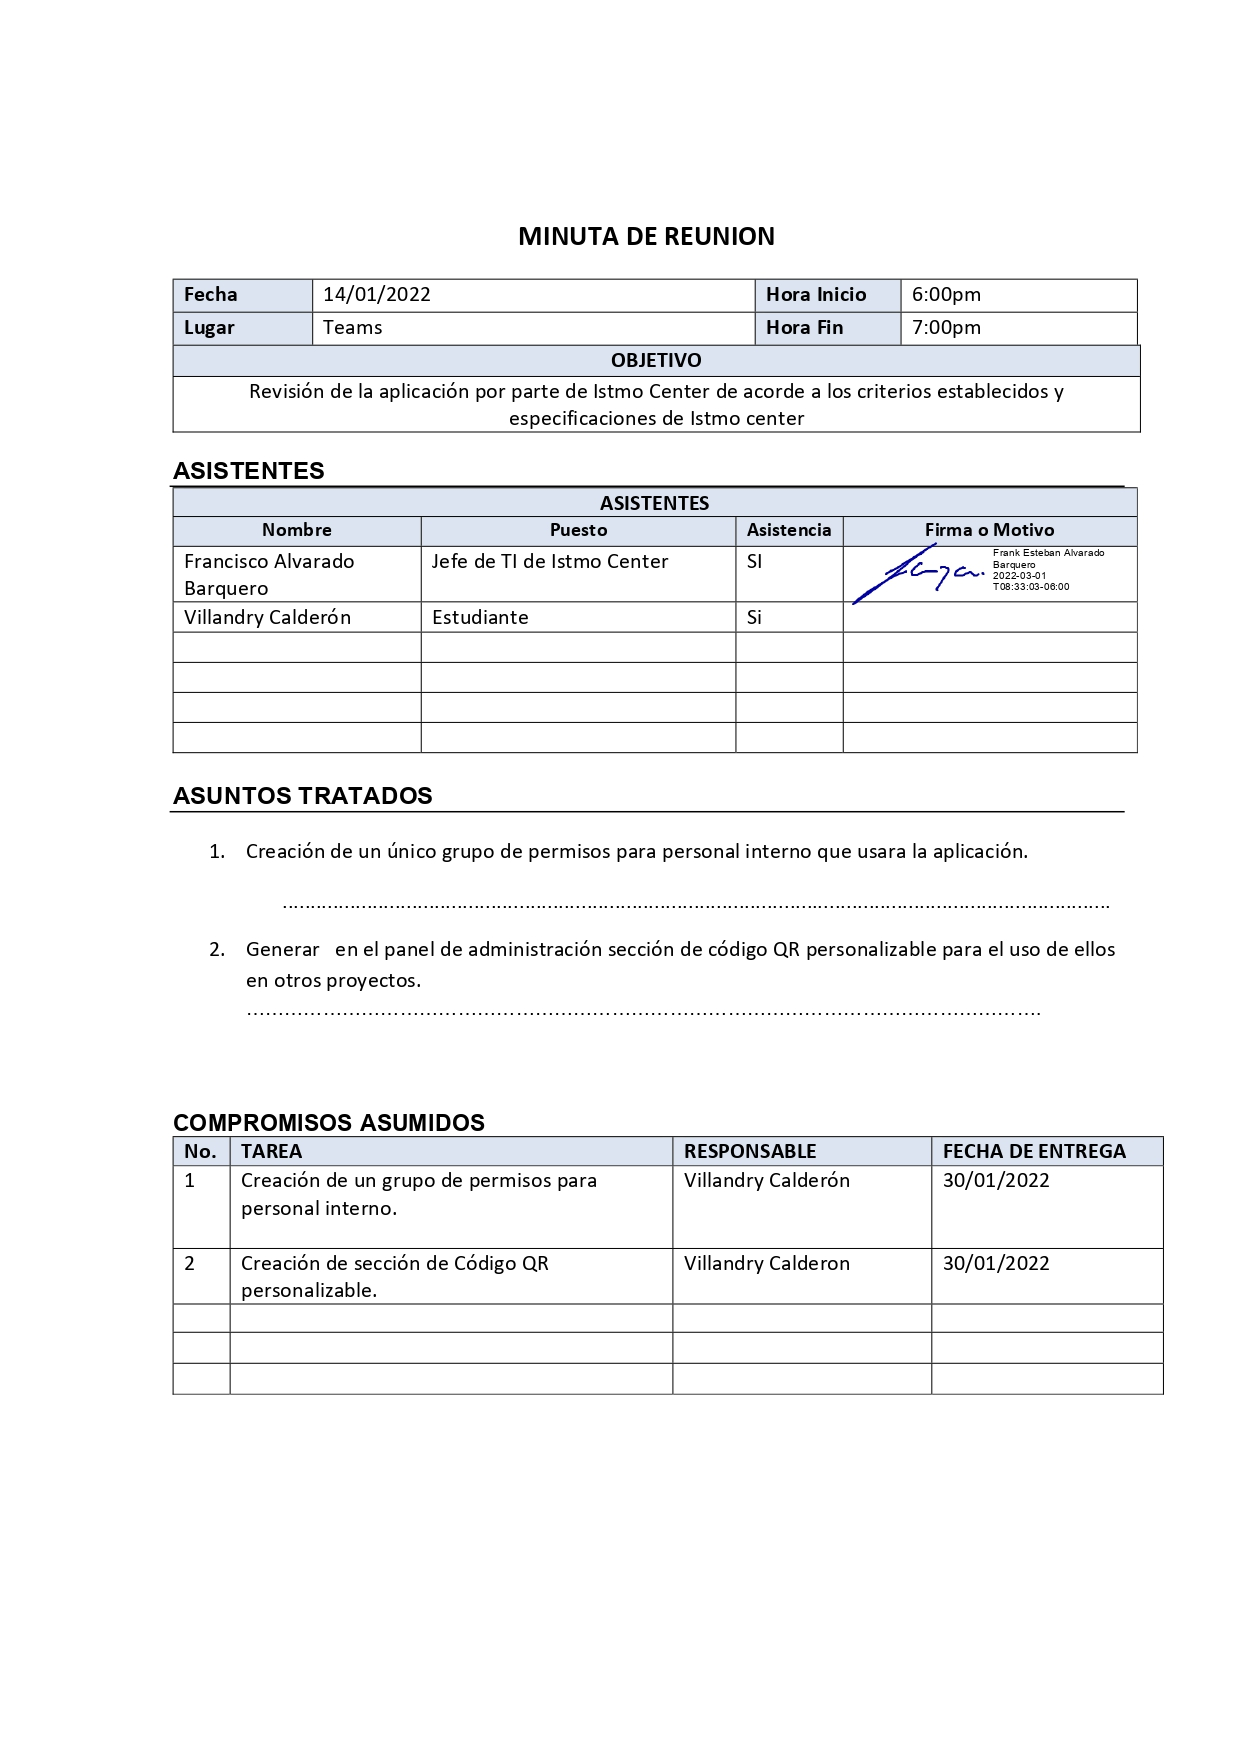 MINUTA DE REUNION
Fecha 14/01/2022 Hora Inicio 6:00pm
Lugar Teams Hora Fin 7:00pm
OBJETIVO
Revisión de la aplicación por parte de Istmo Center de acorde a los criterios establecidos y
especificaciones de Istmo center
ASISTENTES
ASISTENTES
Nombre Puesto Asistencia Firma o Motivo
Francisco Alvarado Jefe de TI de Istmo Center SI
Barquero
Frank Esteban Alvarado
Barquero
2022-03-01
T08:33:03-06:00
Villandry Calderón Estudiante Si
ASUNTOS TRATADOS
1. Creación de un único grupo de permisos para personal interno que usara la aplicación.
2. Generar en el panel de administración sección de código QR personalizable para el uso de ellos
en otros proyectos.
COMPROMISOS ASUMIDOS
No. TAREA RESPONSABLE FECHA DE ENTREGA
1 Creación de un grupo de permisos para Villandry Calderón 30/01/2022
personal interno.
2 Creación de sección de Código QR Villandry Calderon 30/01/2022
personalizable.